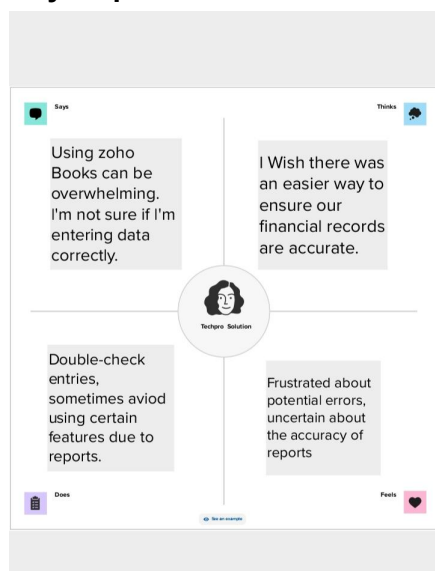 Says
Thinks
Using zoho
Books can be
overwhelming.
I'm not sure if I'm
entering data
correctly.
I Wish there was
an easier way to
ensure our
financial records
are accurate.
Techpro Solution
Double-check
entries,
sometimes aviod
using certain
features due to
reports.
Frustrated about
potential errors,
uncertain about
the accuracy of
reports
Does
Feels
See an example